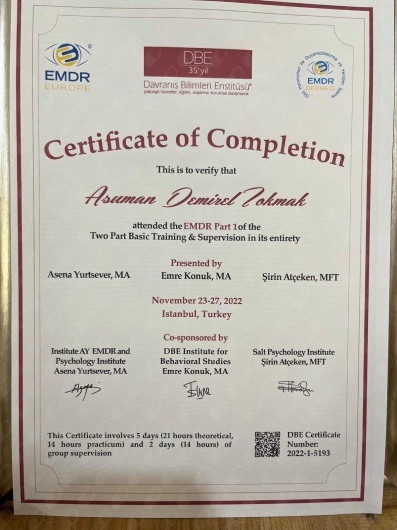 EMDR
EUROPE
DBE
35 yıl
Davranış Bilimleri Enstitüsü
EMDR
DERNEĞİ
Certificate of Completion
This is to verify that
Asuman Demirel Tokmak
attended the EMDR Part 1 of the
Two Part Basic Training & Supervision in its entirety
Presented by
Asena Yurtsever, MA Emre Konuk, MA Şirin Atçeken, MFT
November 23-27, 2022
Istanbul, Turkey
Co-sponsored by
Institute AY EMDR and
Psychology Institute
Asena Yurtsever, MA
DBE Institute for
Behavioral Studies
Emre Konuk, MA
Salt Psychology Institute
Şirin Atçeken, MFT
This Certificate involves 5 days (21 hours theoretical,
14 hours practicum) and 2 days (14 hours) of
group supervision
DBE Certificate
Number:
2022-1-5193